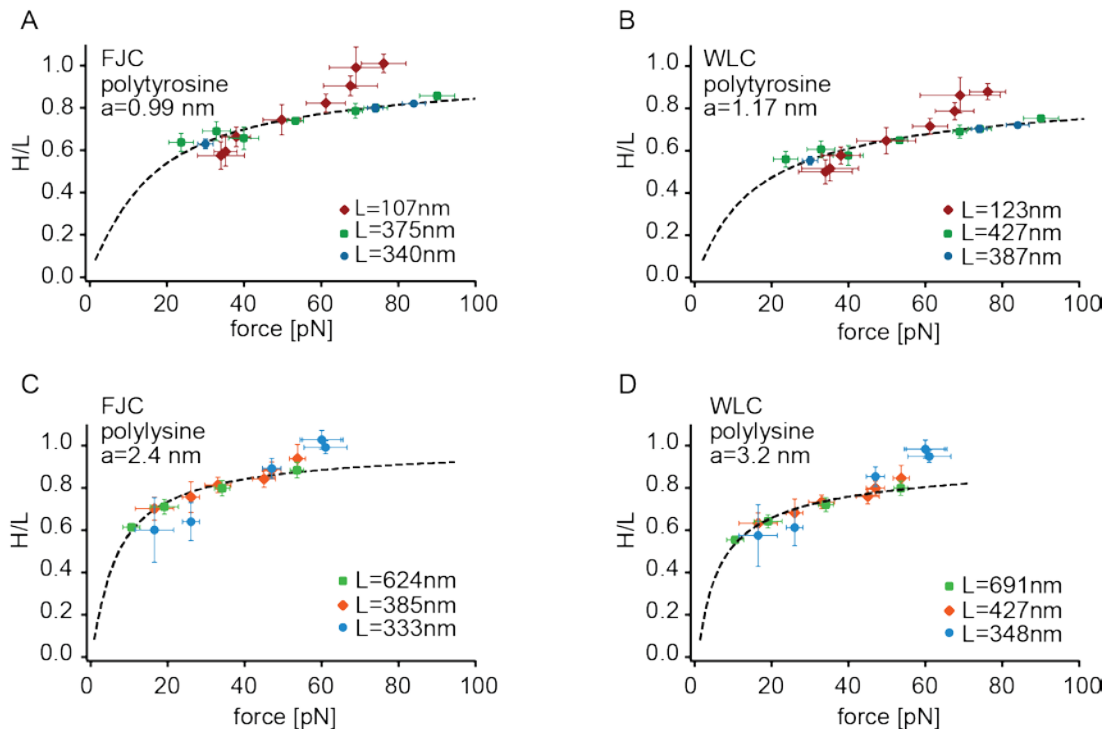 A
FJC
polytyrosine
a=0.99 nm
H/L
1.0
0.8
0.6
0.4
0.2
0.0
L=107nm
L=375nm
L=340nm
0 20 40 60 80 100
force [pN]
B
WLC
polytyrosine
a=1.17 nm
H/L
1.0
0.8
0.6
0.4
0.2
0.0
L=123nm
L=427nm
L=387nm
0 20 40 60 80 100
force [pN]
C
FJC
polylysine
a=2.4 nm
H/L
1.0
0.8
0.6
0.4
0.2
0.0
L=624nm
L=385nm
L=333nm
0 20 40 60 80 100
force [pN]
D
WLC
polylysine
a=3.2 nm
H/L
1.0
0.8
0.6
0.4
0.2
0.0
L=691nm
L=427nm
L=348nm
0 20 40 60 80 100
force [pN]